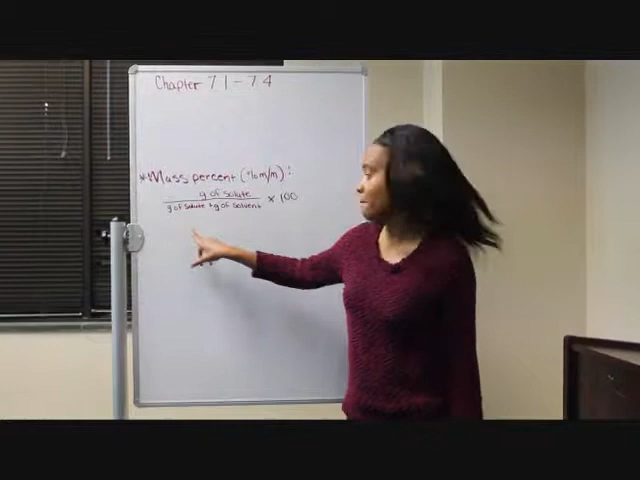 Chapter 7.1-7.4
*Mass percent (%m/m):
g of solute
g of solute + g of solvent × 100